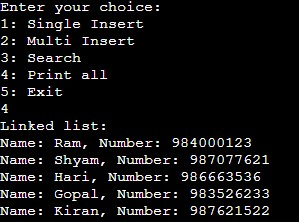 Enter your choice:
1: Single Insert
2: Multi Insert
3: Search
4: Print all
5: Exit
4
Linked list:
Name: Ram, Number: 984000123
Name: Shyam, Number: 987077621
Name: Hari, Number: 986663536
Name: Gopal, Number: 983526233
Name: Kiran, Number: 987621522